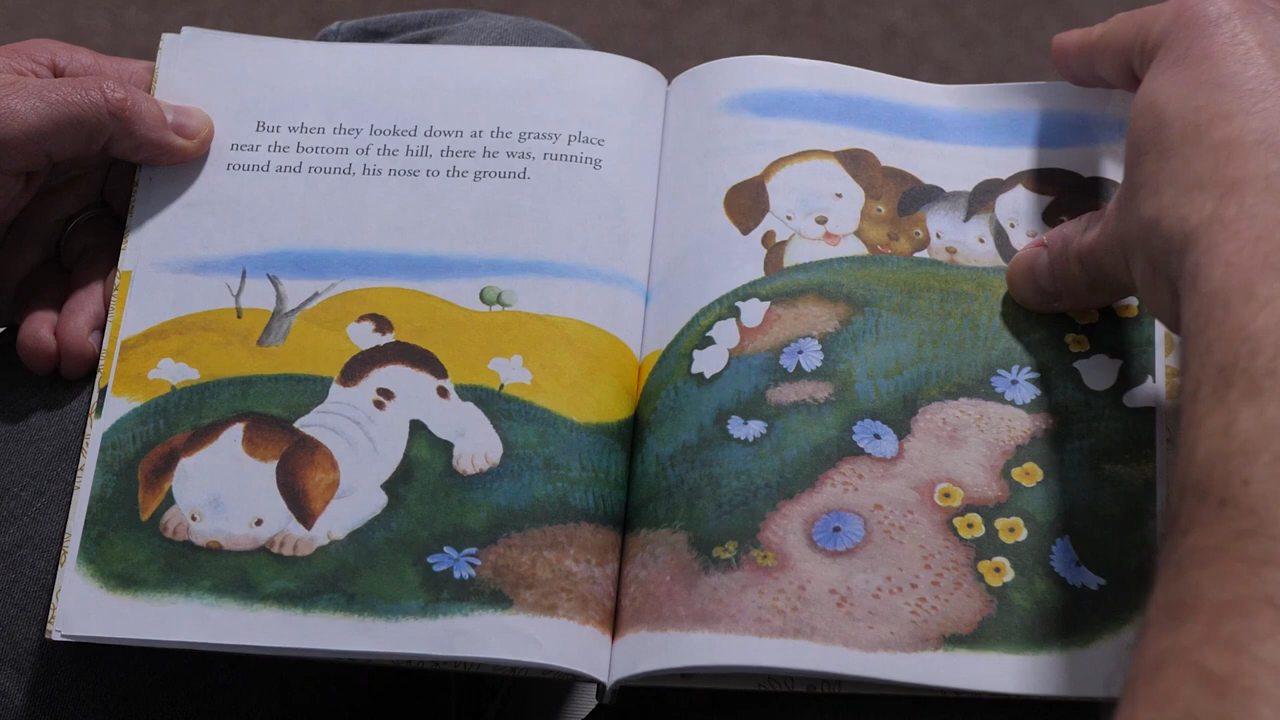 But when they looked down at the grassy place
near the bottom of the hill, there he was, running
round and round, his nose to the ground.